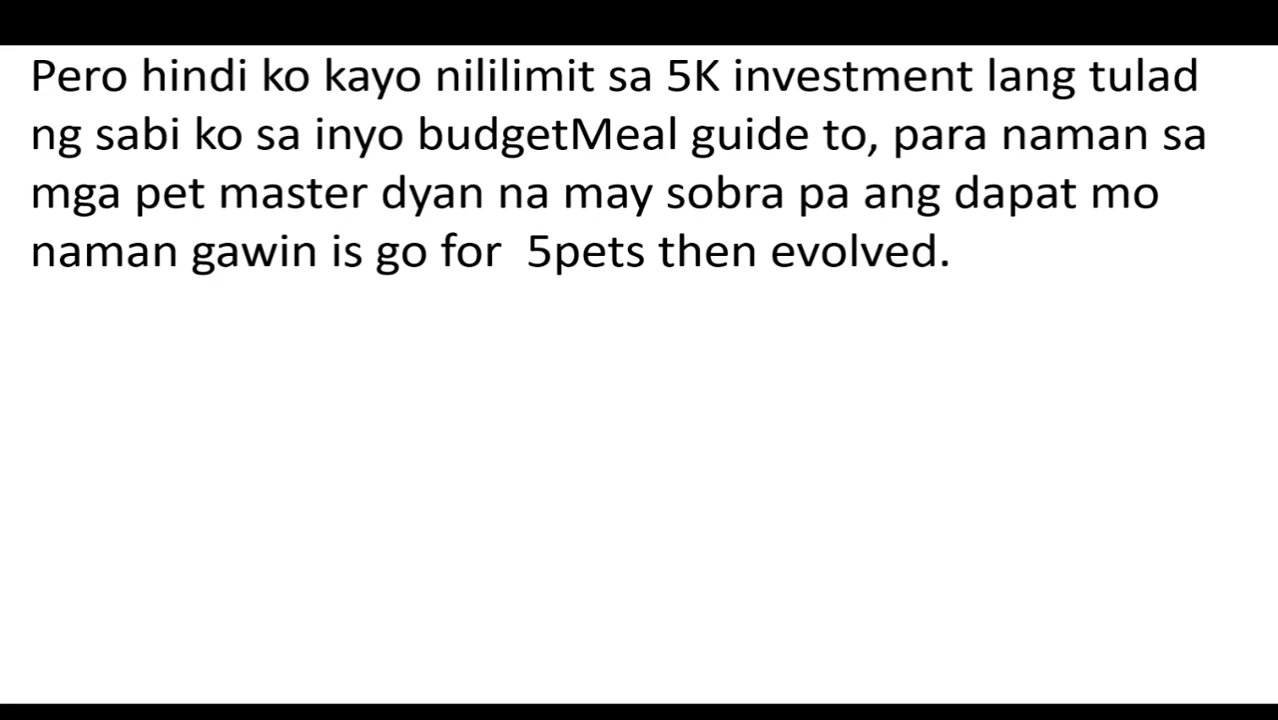 Pero hindi ko kayo nililimit sa 5K investment lang tulad
ng sabi ko sa inyo budgetMeal guide to, para naman sa
mga pet master dyan na may sobra pa ang dapat mo
naman gawin is go for  5pets then evolved.